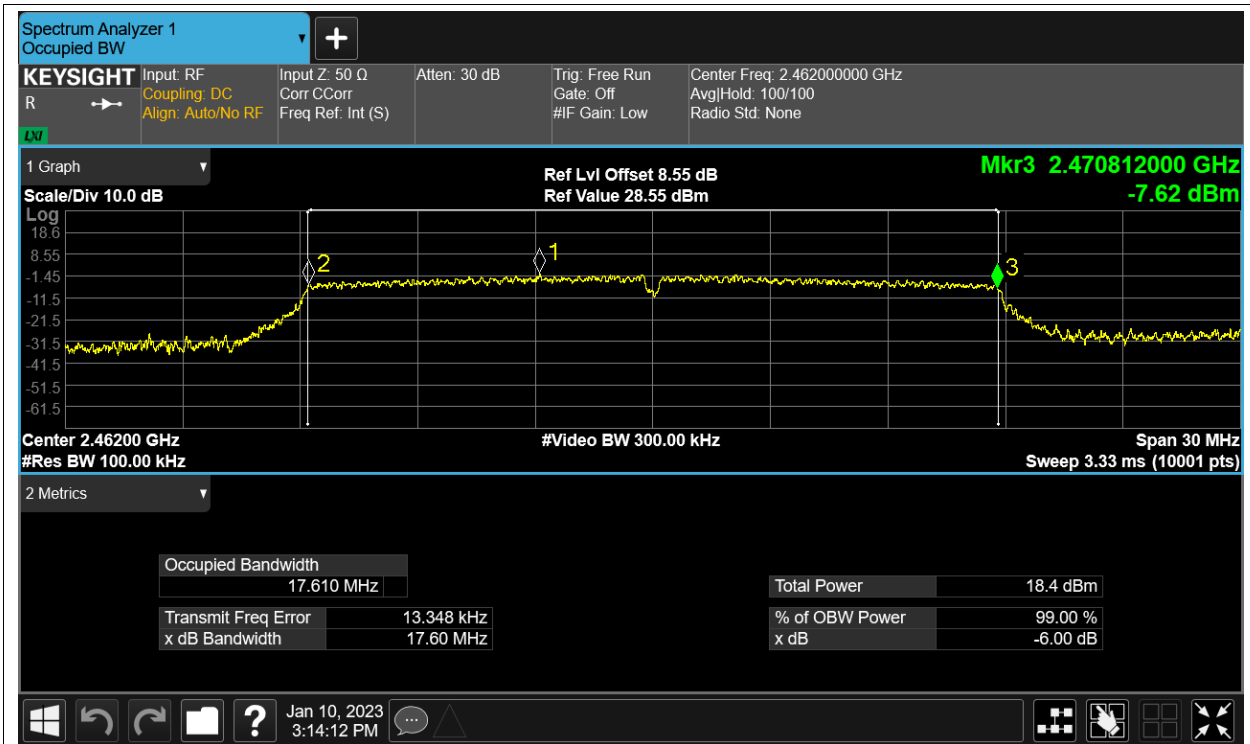 Spectrum Analyzer 1
Occupied BW
▼
+
KEYSIGHT
R
LXI
Input: RF
Coupling: DC
Align: Auto/No RF
Input Z: 50 Ω
Corr CCorr
Freq Ref: Int (S)
Atten: 30 dB
Trig: Free Run
Gate: Off
#IF Gain: Low
Center Freq: 2.462000000 GHz
Avg|Hold: 100/100
Radio Std: None
1 Graph ▼
Scale/Div 10.0 dB
Ref Lvl Offset 8.55 dB
Ref Value 28.55 dBm
Mkr3 2.470812000 GHz
-7.62 dBm
Log
18.6
8.55
-1.45
-11.5
-21.5
-31.5
-41.5
-51.5
-61.5
2
1
3
Center 2.46200 GHz
#Res BW 100.00 kHz
#Video BW 300.00 kHz
Span 30 MHz
Sweep 3.33 ms (10001 pts)
2 Metrics ▼
Occupied Bandwidth
17.610 MHz
Transmit Freq Error 13.348 kHz
x dB Bandwidth 17.60 MHz
Total Power 18.4 dBm
% of OBW Power 99.00 %
x dB -6.00 dB
?
Jan 10, 2023
3:14:12 PM